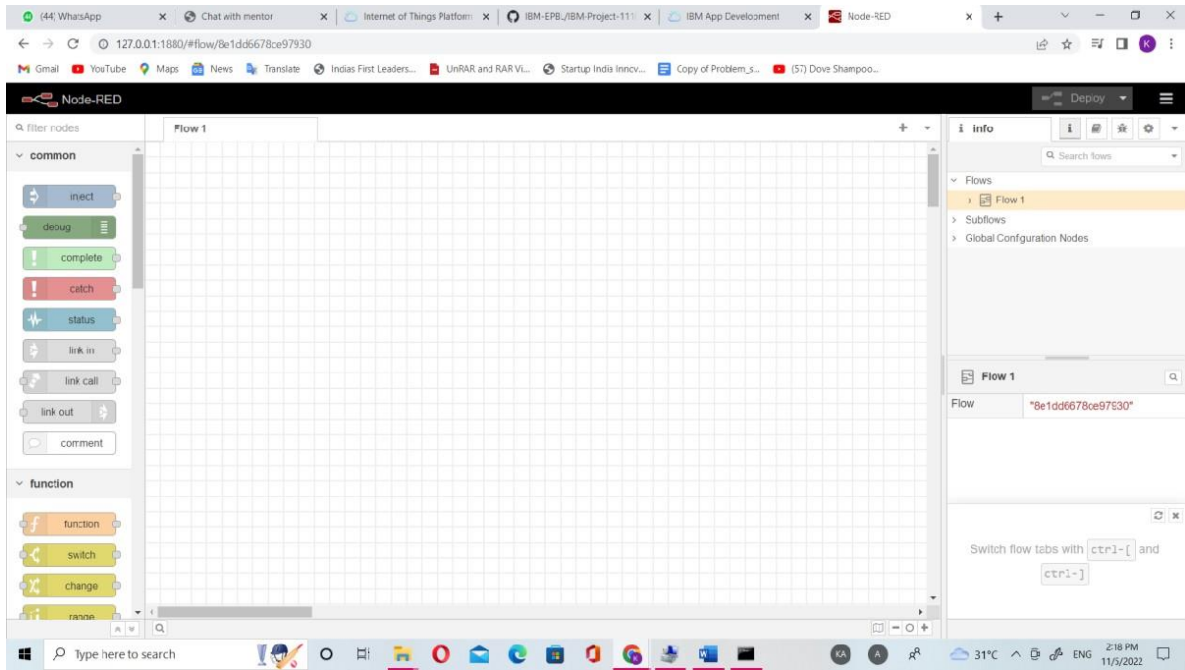 (44) WhatsApp
Chat with mentor
Internet of Things Platform
IBM-EPBL/IBM-Project-111
IBM App Development
Node-RED
127.0.0.1:1880/#flow/8e1dd6678ce97930
K
Gmail
YouTube
Maps
News
Translate
Indias First Leaders...
UnRAR and RAR Vi...
Startup India Innov...
Copy of Problem_s...
(57) Dove Shampoo...
Node-RED
Deploy
filter nodes
Flow 1
i info
i
common
Search flows
inject
debug
complete
catch
status
link in
link call
link out
comment
Flows
Flow 1
Subflows
Global Configuration Nodes
Flow 1
Flow
"8e1dd6678ce97930"
function
function
switch
change
range
Switch flow tabs with ctrl-[ and
ctrl-]
Type here to search
KA
A
31°C
ENG
2:18 PM
11/5/2022